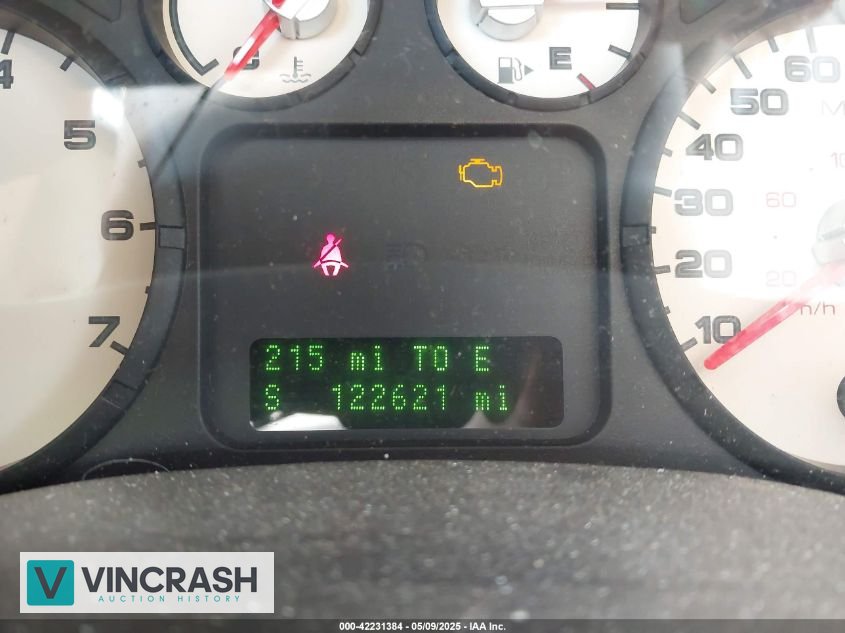 4
5
6
7
C
E
60
50
40
30
20
10
M
10
60
20
m/h
215 mi TO E
S 122621 mi
VINCRASH
AUCTION HISTORY
000-42231384 - 05/09/2025 - IAA Inc.